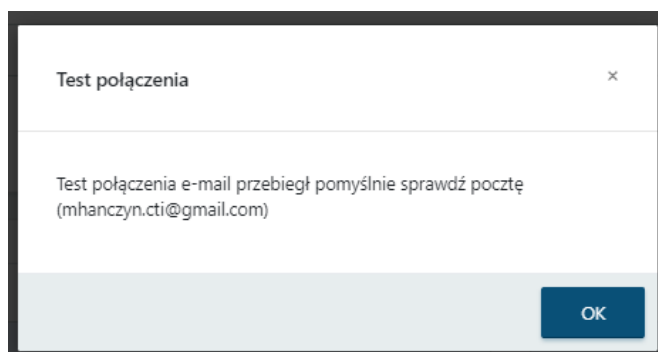 Test połączenia
×
Test połączenia e-mail przebiegł pomyślnie sprawdź pocztę
(mhanczyn.cti@gmail.com)
OK